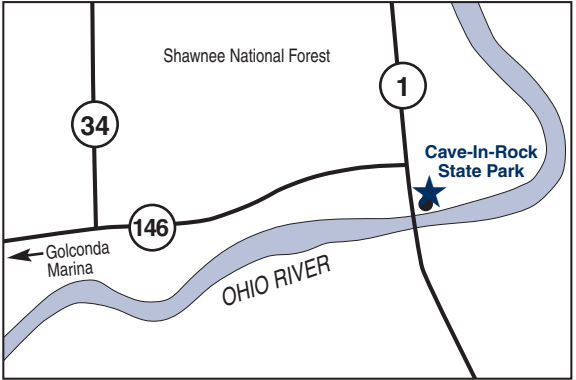 Shawnee National Forest
1
34
Cave-In-Rock
State Park
146
Golconda
Marina
OHIO RIVER